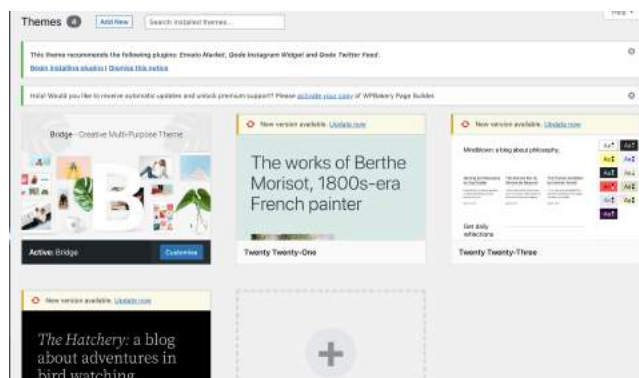 Help
Themes 4 Add New Search installed themes...
This theme recommends the following plugins: Envato Market, Qode Instagram Widget and Qode Twitter Feed.
Begin installing plugins | Dismiss this notice
Hola! Would you like to receive automatic updates and unlock premium support? Please activate your copy of WPBakery Page Builder.
Bridge - Creative Multi-Purpose Theme
BR
Active: Bridge
Customize
New version available. Update now
The works of Berthe
Morisot, 1800s-era
French painter
Twenty Twenty-One
New version available. Update now
Mindblown: a blog about philosophy.
Get daily
reflections
Twenty Twenty-Three
New version available. Update now
The Hatchery: a blog
about adventures in
bird watching